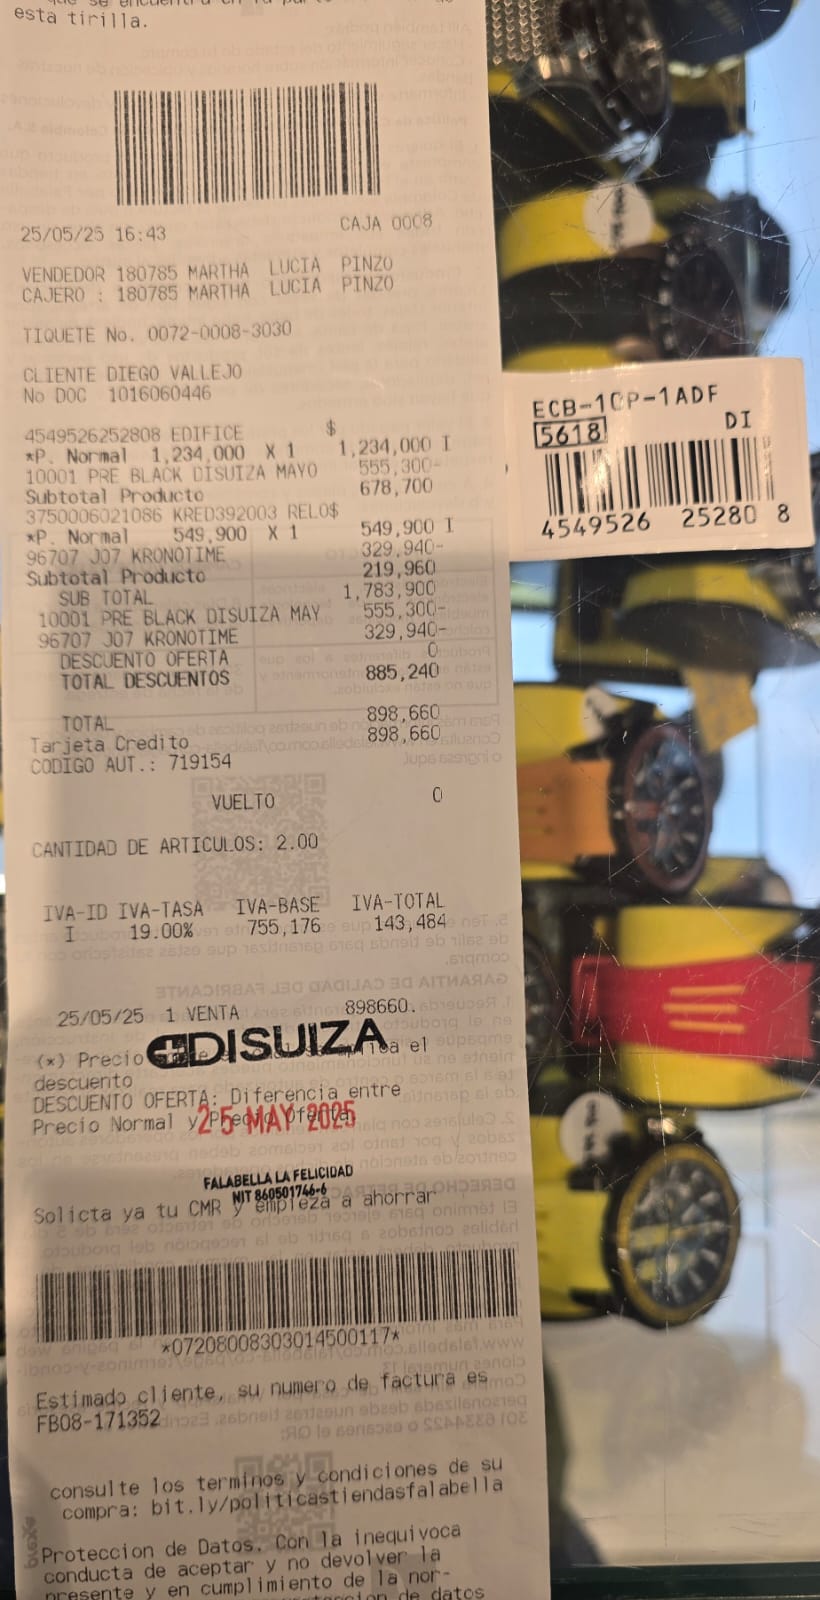 esta tirilla.
25/05/25 16:43 CAJA 0008
VENDEDOR 180785 MARTHA LUCIA PINZO
CAJERO : 180785 MARTHA LUCIA PINZO
TIQUETE No. 0072-0008-3030
CLIENTE DIEGO VALLEJO
No DOC 1016060446
4549526252808 EDIFICE $
*P. Normal 1,234,000 X 1 1,234,000 I
10001 PRE BLACK DISUIZA MAYO 555,300-
Subtotal Producto 678,700
3750006021086 KRED392003 RELO$
*P. Normal 549,900 X 1 549,900 I
96707 J07 KRONOTIME 329,940-
Subtotal Producto 219,960
SUB TOTAL 1,783,900
10001 PRE BLACK DISUIZA MAY 555,300-
96707 J07 KRONOTIME 329,940-
DESCUENTO OFERTA 0
TOTAL DESCUENTOS 885,240
TOTAL 898,660
Tarjeta Credito 898,660
CODIGO AUT.: 719154
VUELTO 0
CANTIDAD DE ARTICULOS: 2.00
IVA-ID IVA-TASA IVA-BASE IVA-TOTAL
I 19.00% 755,176 143,484
25/05/25 1 VENTA 898660.
DISUIZA
(*) Precio el
descuento
DESCUENTO OFERTA: Diferencia entre
Precio Normal y Precio Oferta
25 MAY 2025
FALABELLA LA FELICIDAD
NIT 860501746-6
Solicta ya tu CMR y empieza a ahorrar
*07208008303014500117*
Estimado cliente, su numero de factura es
FB08-171352
consulte los terminos y condiciones de su
compra: bit.ly/politicastiendasfalabella
Proteccion de Datos. Con la inequivoca
conducta de aceptar y no devolver la
presente y en cumplimiento de la nor-
datos
ECB-10P-1ADF
5618 DI
4549526 25280 8